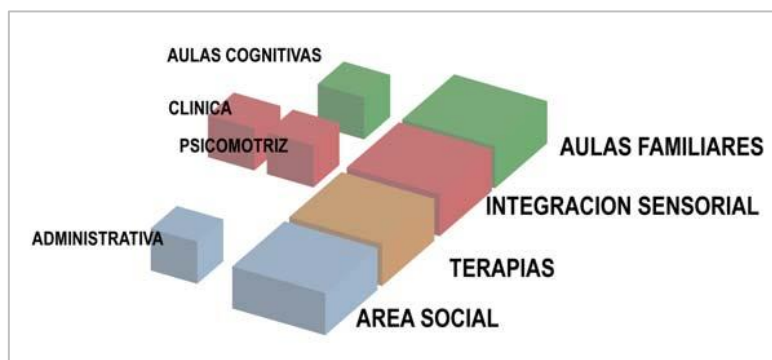 AULAS COGNITIVAS
CLINICA
PSICOMOTRIZ
AULAS FAMILIARES
INTEGRACION SENSORIAL
ADMINISTRATIVA
TERAPIAS
AREA SOCIAL